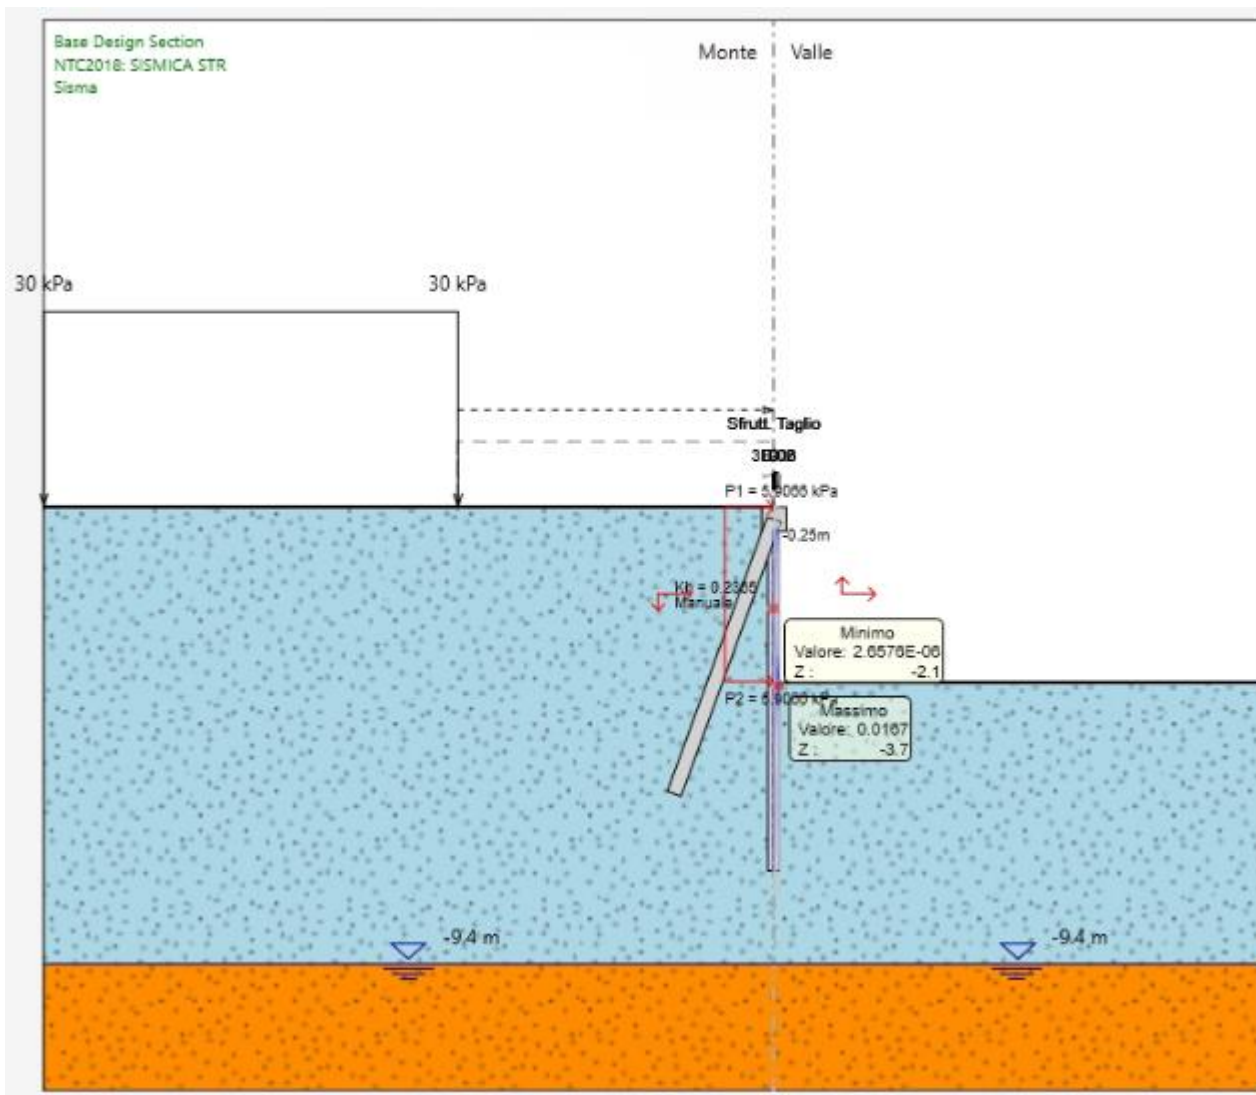 Base Design Section
NTC2018: SISMICA STR
Sisma
Monte
Valle
30 kPa
30 kPa
Sfrutt. Taglio
P1 = 5.9066 kPa
-0.25m
Kh = 0.2365
Manuale
Minimo
Valore: 2.6576E-06
Z : -2.1
P2 = 5.9066 kPa
Massimo
Valore: 0.0167
Z : -3.7
-9.4 m
-9.4 m